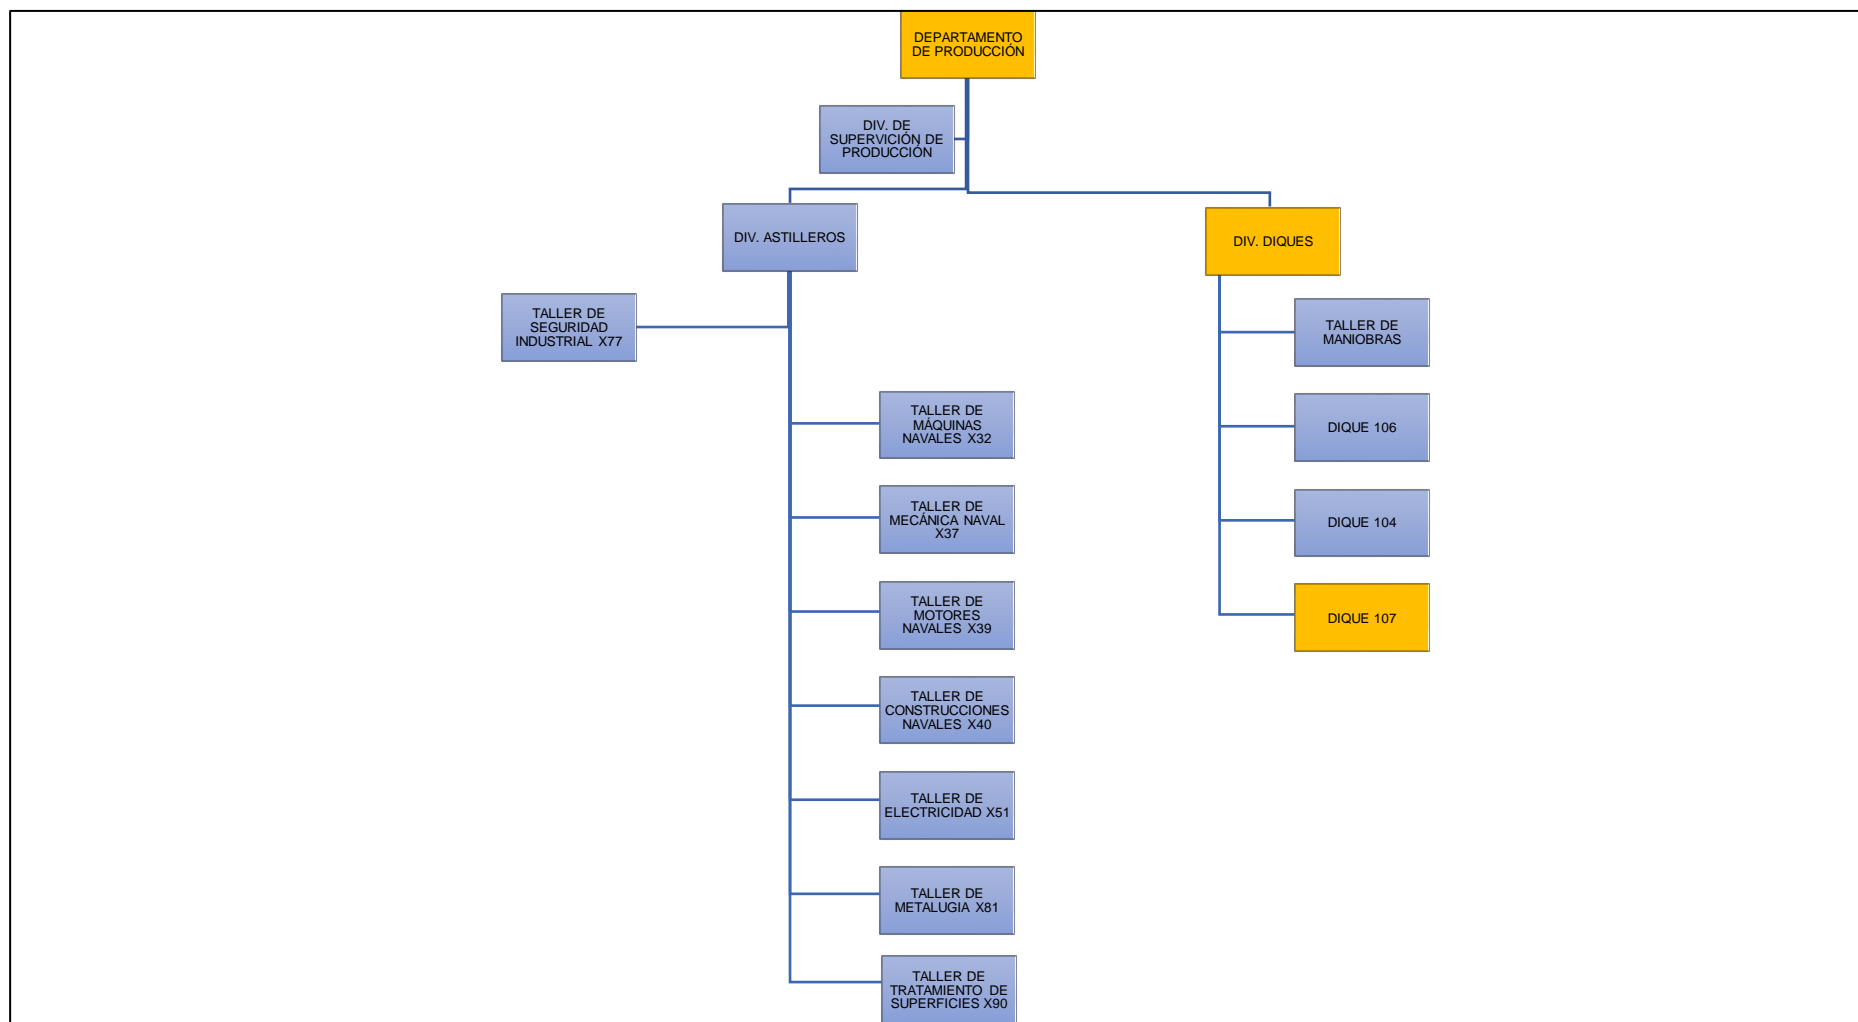 DEPARTAMENTO
DE PRODUCCIÓN
DIV. DE
SUPERVICIÓN DE
PRODUCCIÓN
DIV. ASTILLEROS
DIV. DIQUES
TALLER DE
SEGURIDAD
INDUSTRIAL X77
TALLER DE
MANIOBRAS
TALLER DE
MÁQUINAS
NAVALES X32
DIQUE 106
TALLER DE
MECÁNICA NAVAL
X37
DIQUE 104
TALLER DE
MOTORES
NAVALES X39
DIQUE 107
TALLER DE
CONSTRUCCIONES
NAVALES X40
TALLER DE
ELECTRICIDAD X51
TALLER DE
METALUGIA X81
TALLER DE
TRATAMIENTO DE
SUPERFICIES X90